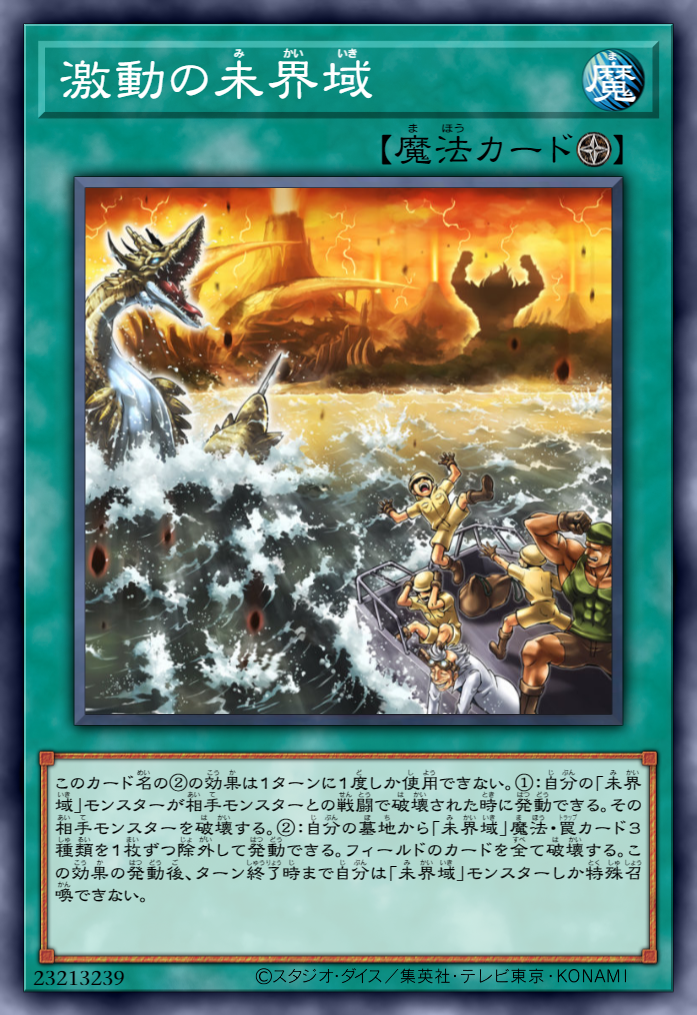 激動の未界域
魔
【魔法カード】
このカード名の②の効果は1ターンに1度しか使用できない。①:自分の「未界
域」モンスターが相手モンスターとの戦闘で破壊された時に発動できる。その
相手モンスターを破壊する。②:自分の墓地から「未界域」魔法・罠カード3
種類を1枚ずつ除外して発動できる。フィールドのカードを全て破壊する。こ
の効果の発動後、ターン終了時まで自分は「未界域」モンスターしか特殊召
喚できない。
23213239 ©スタジオ・ダイス/集英社・テレビ東京・KONAMI